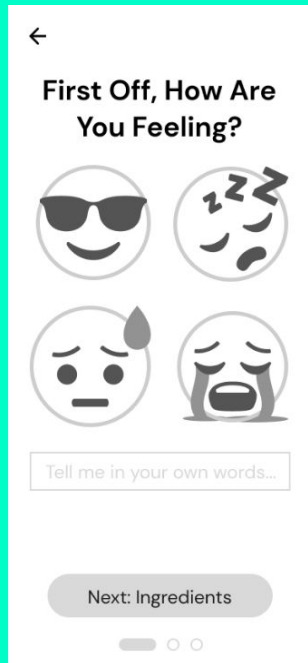 First Off, How Are
You Feeling?
z z Z
Tell me in your own words...
Next: Ingredients